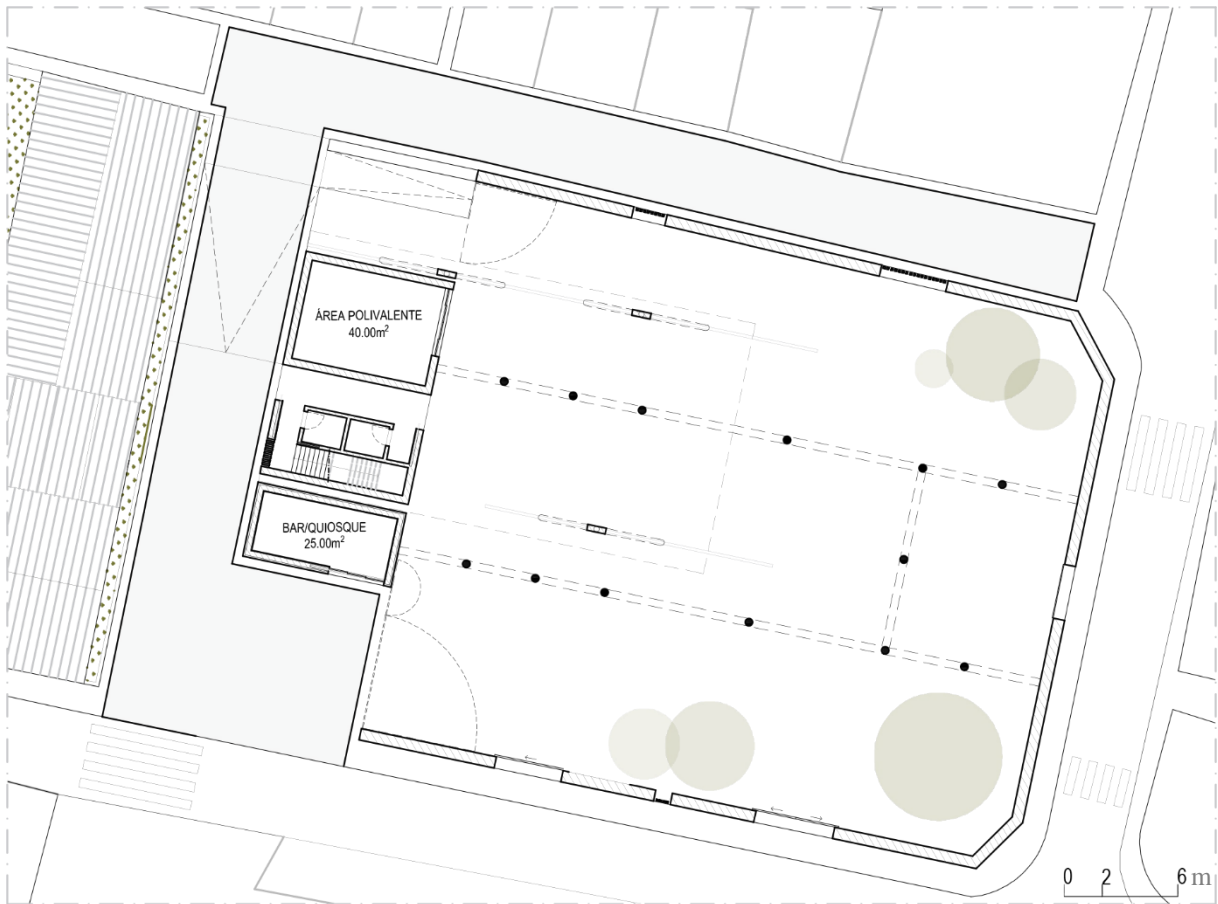 ÁREA POLIVALENTE
40.00m²
BAR/QUIOSQUE
25.00m²
0 2 6 m